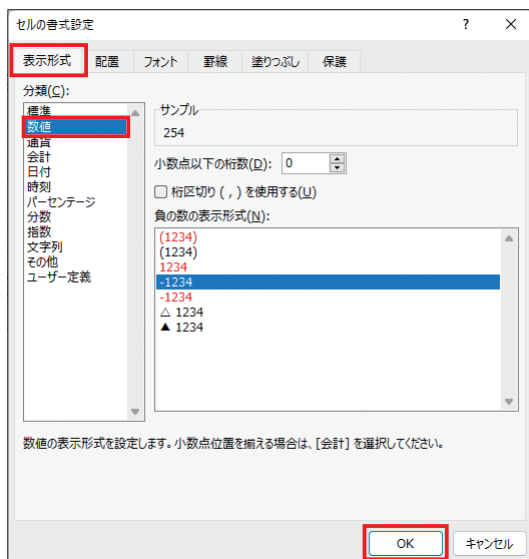 セルの書式設定 ? ×
表示形式 配置 フォント 罫線 塗りつぶし 保護
分類(C):
標準
数値
通貨
会計
日付
時刻
パーセンテージ
分数
指数
文字列
その他
ユーザー定義
サンプル
254
小数点以下の桁数(D): 0
桁区切り ( , ) を使用する(U)
負の数の表示形式(N):
(1234)
(1234)
1234
-1234
-1234
△ 1234
▲ 1234
数値の表示形式を設定します。小数点位置を揃える場合は、[会計] を選択してください。
OK キャンセル